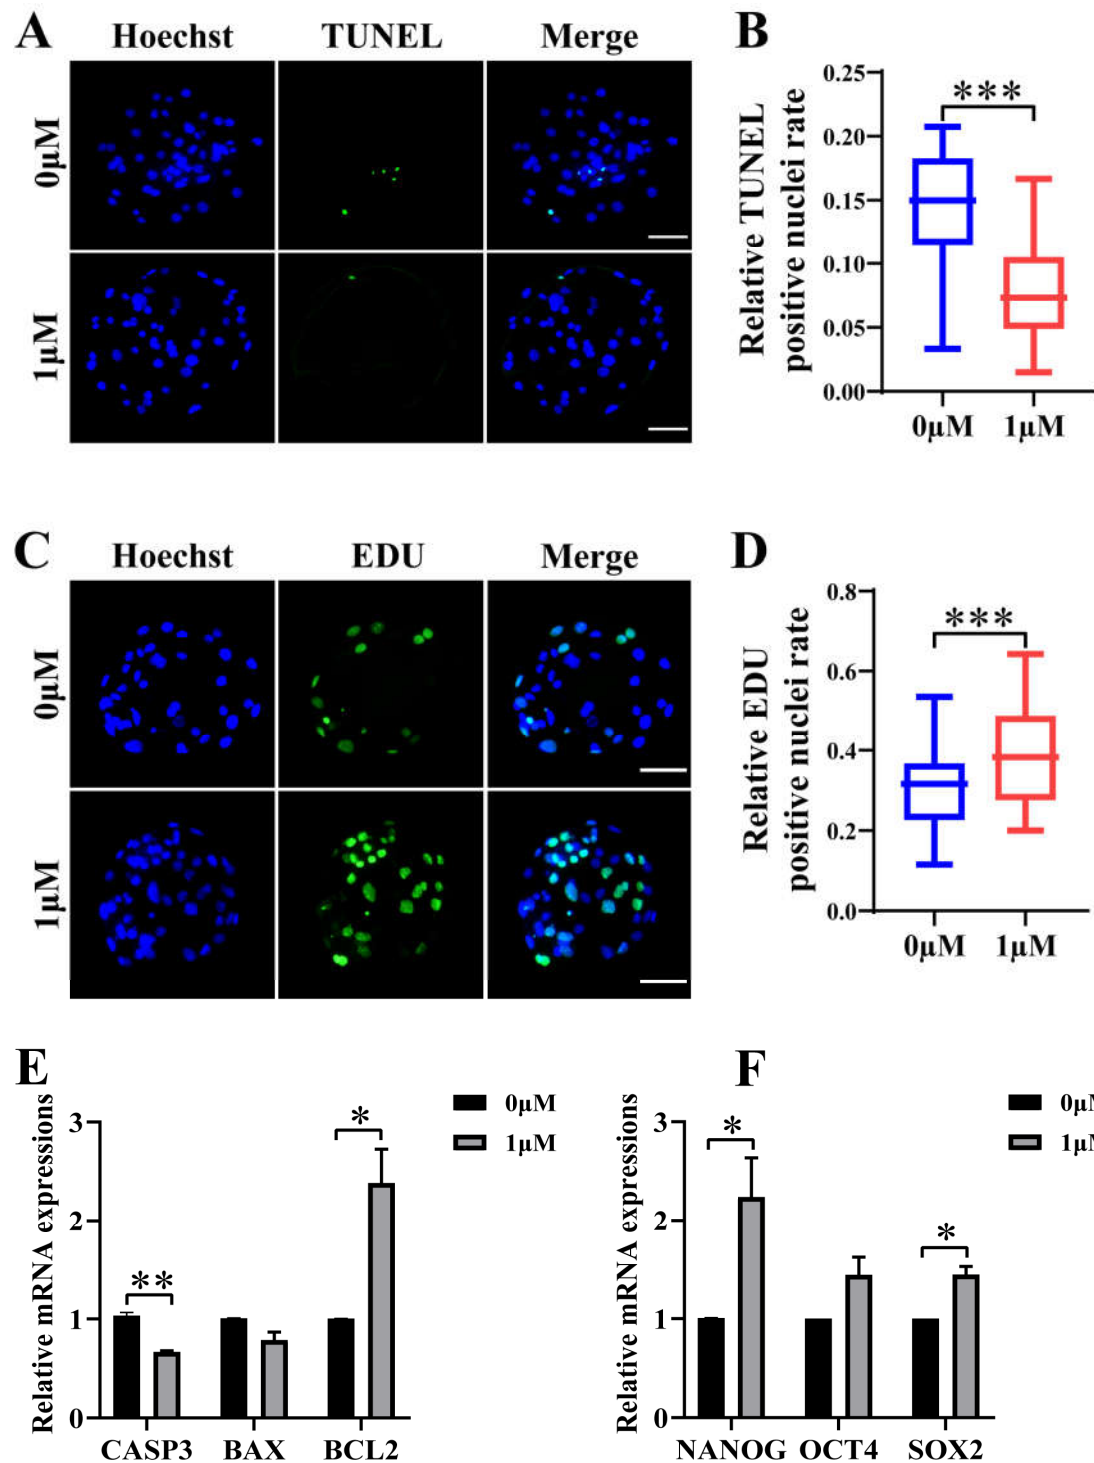 A
Hoechst TUNEL Merge
0μM
1μM
B
Relative TUNEL
positive nuclei rate
0.25
0.20
0.15
0.10
0.05
0.00
***
0μM 1μM
C
Hoechst EDU Merge
0μM
1μM
D
Relative EDU
positive nuclei rate
0.8
0.6
0.4
0.2
0.0
***
0μM 1μM
E
Relative mRNA expressions
3
2
1
0
**
*
0μM
1μM
CASP3 BAX BCL2
F
Relative mRNA expressions
3
2
1
0
*
*
0μM
1μM
NANOG OCT4 SOX2